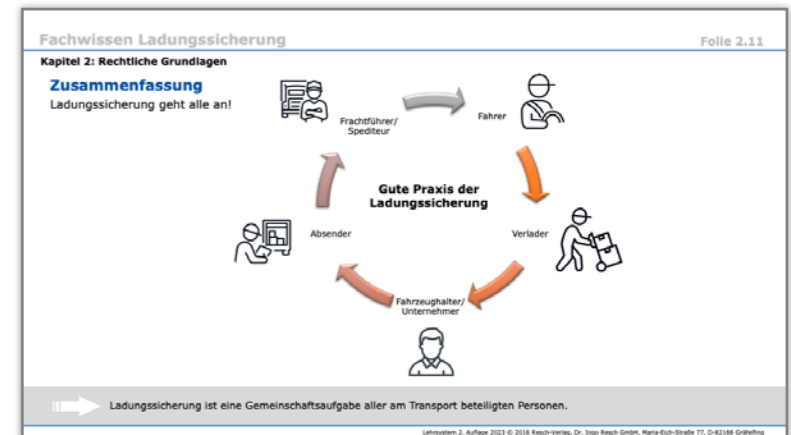 Fachwissen Ladungssicherung
Folie 2.11
Kapitel 2: Rechtliche Grundlagen
Zusammenfassung
Ladungssicherung geht alle an!
Frachtführer/
Spediteur
Fahrer
Gute Praxis der
Ladungssicherung
Absender
Verlader
Fahrzeughalter/
Unternehmer
Ladungssicherung ist eine Gemeinschaftsaufgabe aller am Transport beteiligten Personen.
Lehrsystem 2. Auflage 2023 © 2016 Resch-Verlag, Dr. Ingo Resch GmbH, Maria-Eich-Straße 77, D-82166 Gräfelfing